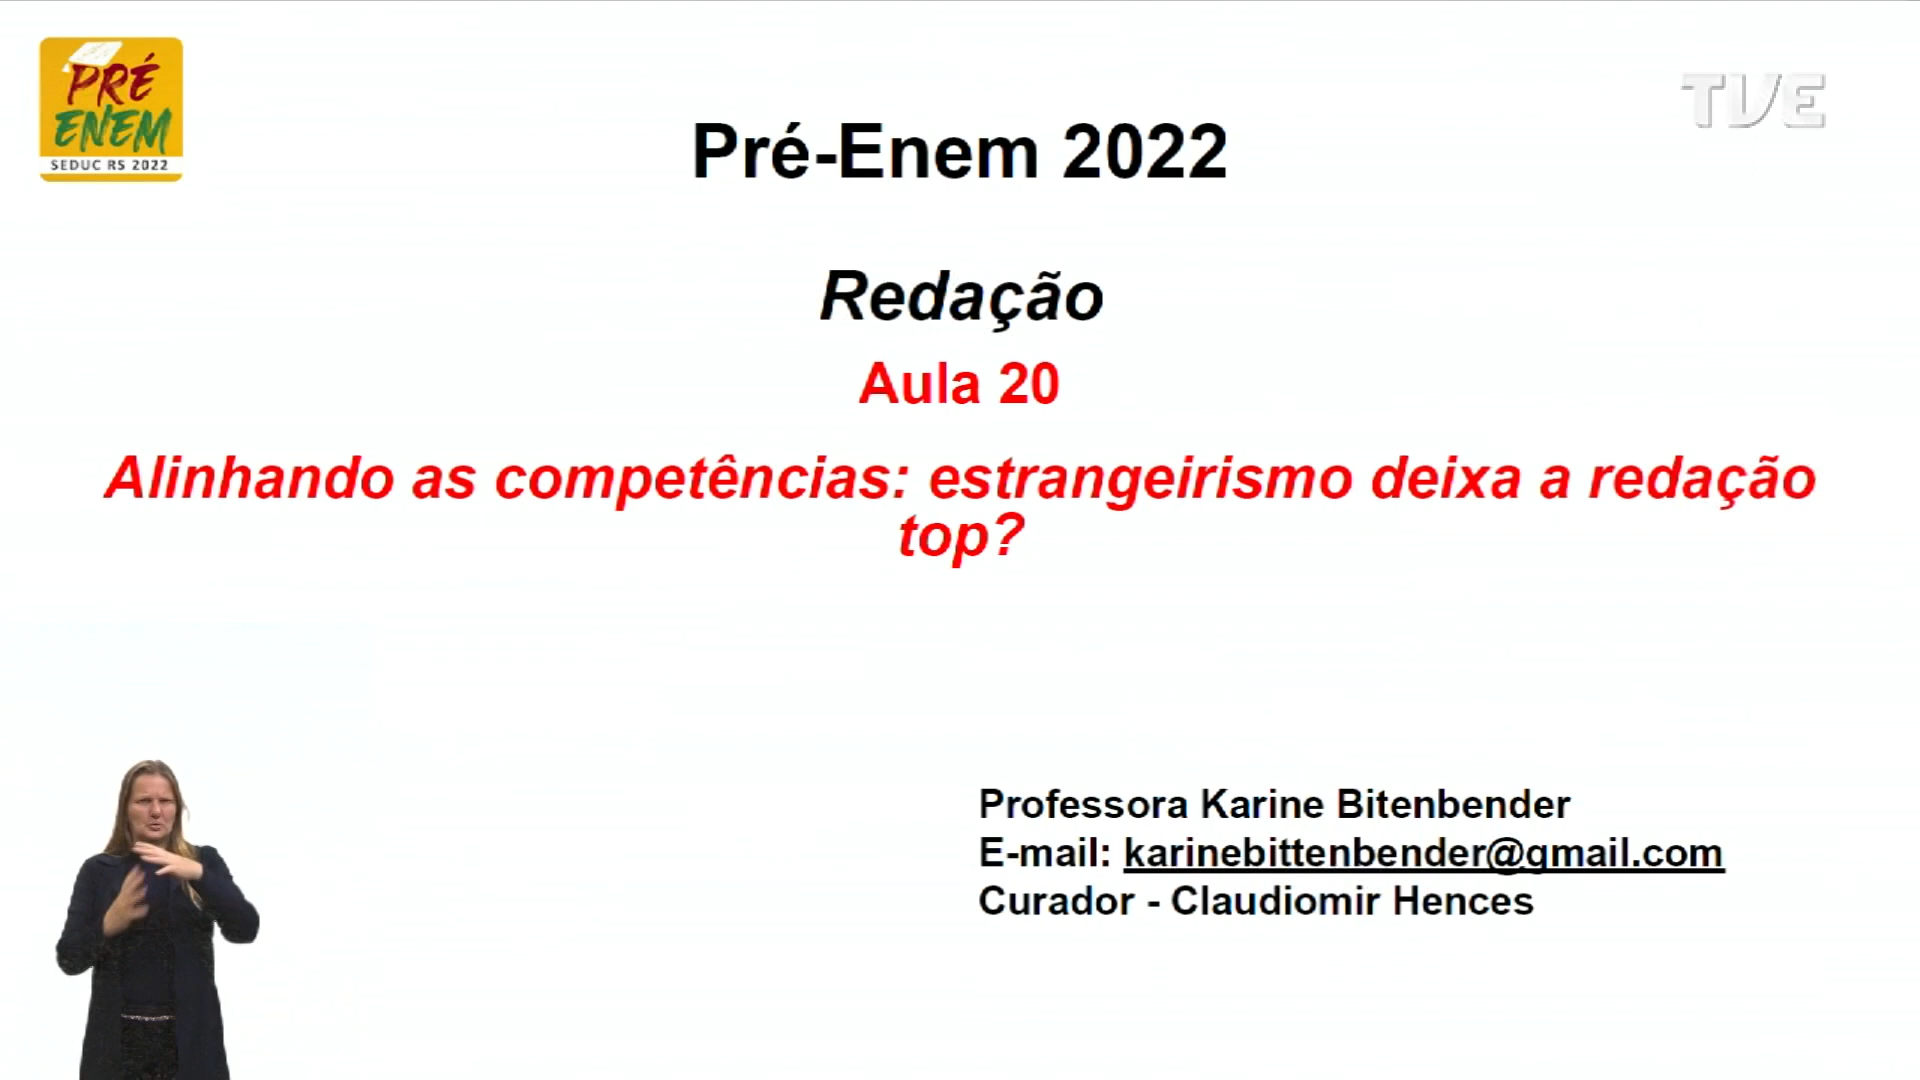 PRÉ
ENEM
SEDUC RS 2022
TVE
Pré-Enem 2022
Redação
Aula 20
Alinhando as competências: estrangeirismo deixa a redação
top?
Professora Karine Bitenbender
E-mail: karinebittenbender@gmail.com
Curador - Claudiomir Hences